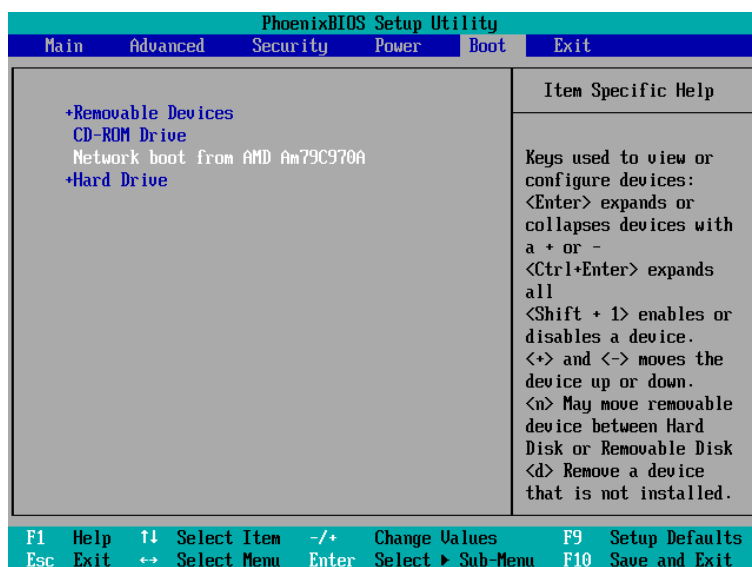 PhoenixBIOS Setup Utility
Main Advanced Security Power Boot Exit
+Removable Devices
CD-ROM Drive
Network boot from AMD Am79C970A
+Hard Drive
Item Specific Help
Keys used to view or
configure devices:
<Enter> expands or
collapses devices with
a + or -
<Ctrl+Enter> expands
all
<Shift + 1> enables or
disables a device.
<+> and <-> moves the
device up or down.
<n> May move removable
device between Hard
Disk or Removable Disk
<d> Remove a device
that is not installed.
F1 Help ↑↓ Select Item -/+ Change Values F9 Setup Defaults
Esc Exit ↔ Select Menu Enter Select ▶ Sub-Menu F10 Save and Exit